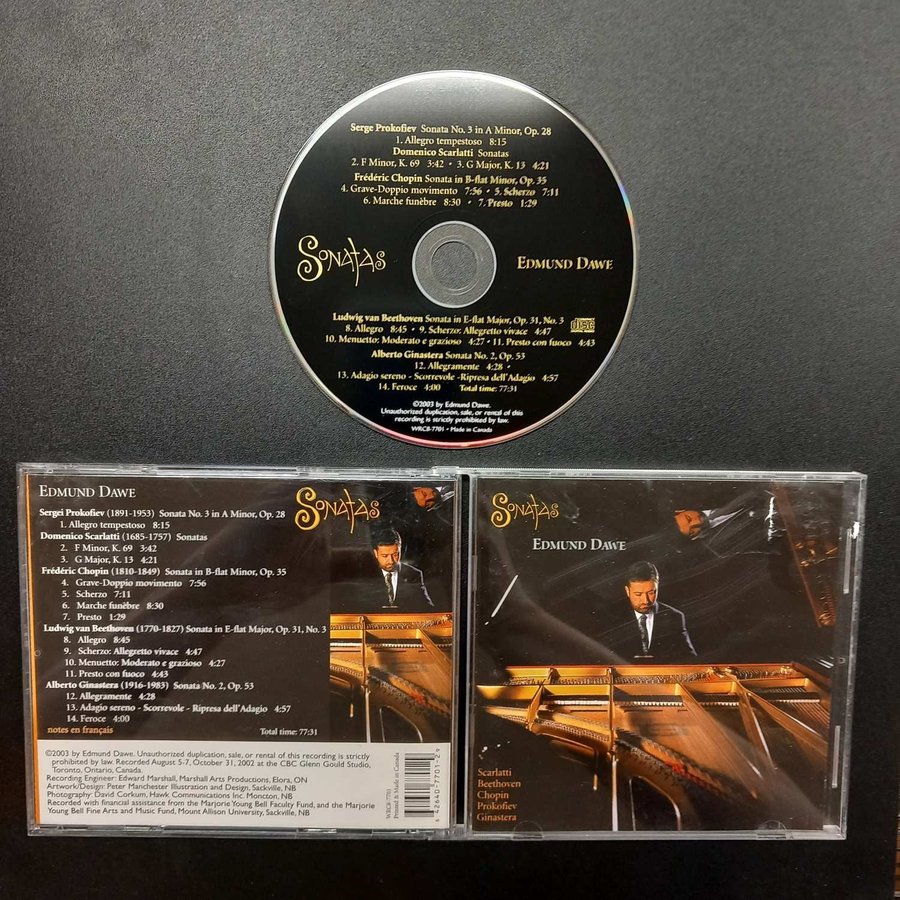 Serge Prokofiev Sonata No. 3 in A Minor, Op. 28
1. Allegro tempestoso 8:15
Domenico Scarlatti Sonatas
2. F Minor, K. 69 3:42 • 3. G Major, K. 13 4:21
Frédéric Chopin Sonata in B-flat Minor, Op. 35
4. Grave-Doppio movimento 7:56 • 5. Scherzo 7:11
6. Marche funèbre 8:30 • 7. Presto 1:29
Sonatas
Edmund Dawe
Ludwig van Beethoven Sonata in E-flat Major, Op. 31, No. 3
8. Allegro 8:45 • 9. Scherzo: Allegretto vivace 4:47
10. Menuetto: Moderato e grazioso 4:27 • 11. Presto con fuoco 4:43
Alberto Ginastera Sonata No. 2, Op. 53
12. Allegramente 4:28 •
13. Adagio sereno - Scorrevole -Ripresa dell'Adagio 4:57
14. Feroce 4:00 Total time: 77:31
©2003 by Edmund Dawe.
Unauthorized duplication, sale, or rental of this
recording is strictly prohibited by law.
WRC8-7701 • Made in Canada
Edmund Dawe
Sonatas
Sergei Prokofiev (1891-1953) Sonata No. 3 in A Minor, Op. 28
1. Allegro tempestoso 8:15
Domenico Scarlatti (1685-1757) Sonatas
2. F Minor, K. 69 3:42
3. G Major, K. 13 4:21
Frédéric Chopin (1810-1849) Sonata in B-flat Minor, Op. 35
4. Grave-Doppio movimento 7:56
5. Scherzo 7:11
6. Marche funèbre 8:30
7. Presto 1:29
Ludwig van Beethoven (1770-1827) Sonata in E-flat Major, Op. 31, No. 3
8. Allegro 8:45
9. Scherzo: Allegretto vivace 4:47
10. Menuetto: Moderato e grazioso 4:27
11. Presto con fuoco 4:43
Alberto Ginastera (1916-1983) Sonata No. 2, Op. 53
12. Allegramente 4:28
13. Adagio sereno - Scorrevole - Ripresa dell'Adagio 4:57
14. Feroce 4:00
notes en français Total time: 77:31
©2003 by Edmund Dawe. Unauthorized duplication, sale, or rental of this recording is strictly
prohibited by law. Recorded August 5-7, October 31, 2002 at the CBC Glenn Gould Studio,
Toronto, Ontario, Canada.
Recording Engineer: Edward Marshall, Marshall Arts Productions, Elora, ON
Artwork/Design: Peter Manchester Illustration and Design, Sackville, NB
Photography: David Corkum, Hawk Communications Inc. Moncton, NB
Recorded with financial assistance from the Marjorie Young Bell Faculty Fund, and the Marjorie
Young Bell Fine Arts and Music Fund, Mount Allison University, Sackville, NB
WRC8-7701
Printed & Made in Canada
6 42640-7701-2 9
Sonatas
Edmund Dawe
Scarlatti
Beethoven
Chopin
Prokofiev
Ginastera